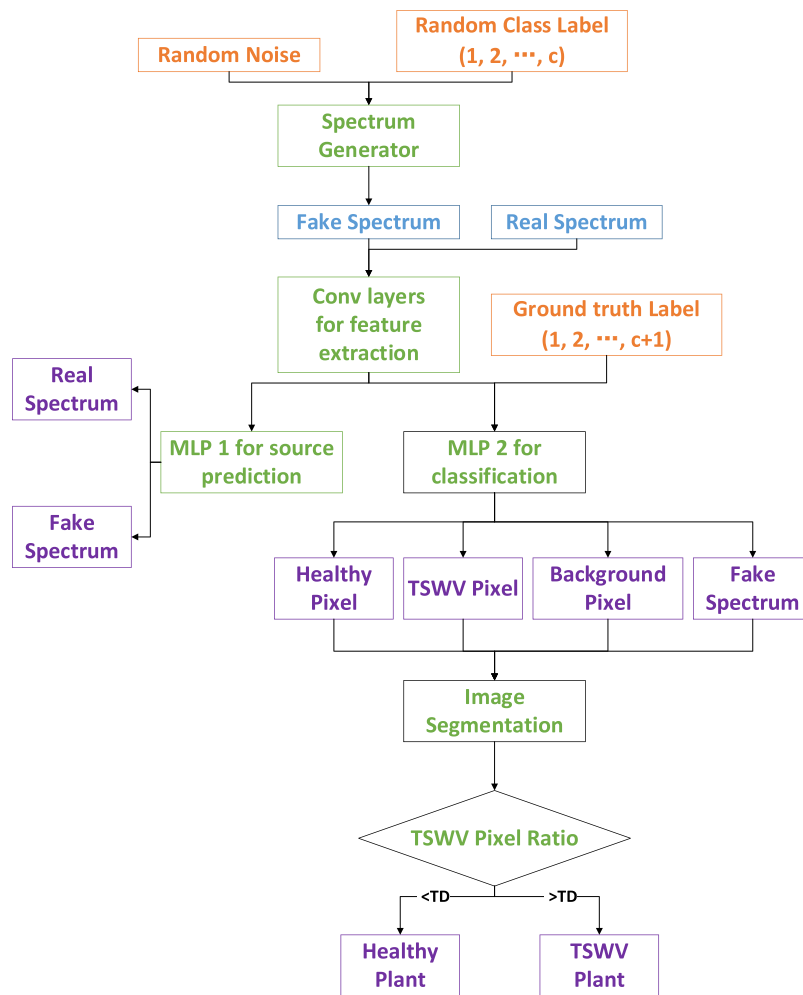 Random Noise
Random Class Label
(1, 2, ⋯, c)
Spectrum
Generator
Fake Spectrum
Real Spectrum
Conv layers
for feature
extraction
Ground truth Label
(1, 2, ⋯, c+1)
Real
Spectrum
MLP 1 for source
prediction
MLP 2 for
classification
Fake
Spectrum
Healthy
Pixel
TSWV Pixel
Background
Pixel
Fake
Spectrum
Image
Segmentation
TSWV Pixel Ratio
<TD
>TD
Healthy
Plant
TSWV
Plant